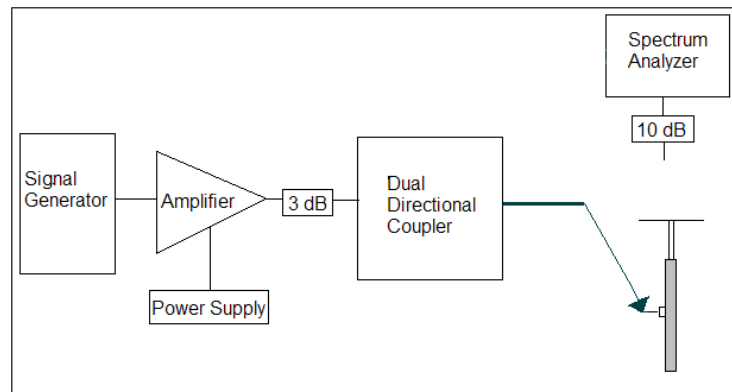 Spectrum
Analyzer
10 dB
Signal
Generator
Amplifier
3 dB
Dual
Directional
Coupler
Power Supply